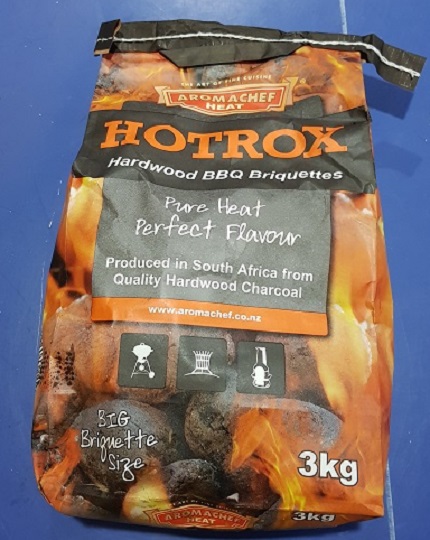 THE ART OF FINE CUISINE
AROMACHEF
HEAT
HOTROX
Hardwood BBQ Briquettes
Pure Heat
Perfect Flavour
Produced in South Africa from
Quality Hardwood Charcoal
www.aromachef.co.nz
BIG
Briquette
Size
3kg
AROMACHEF
HEAT
3kg